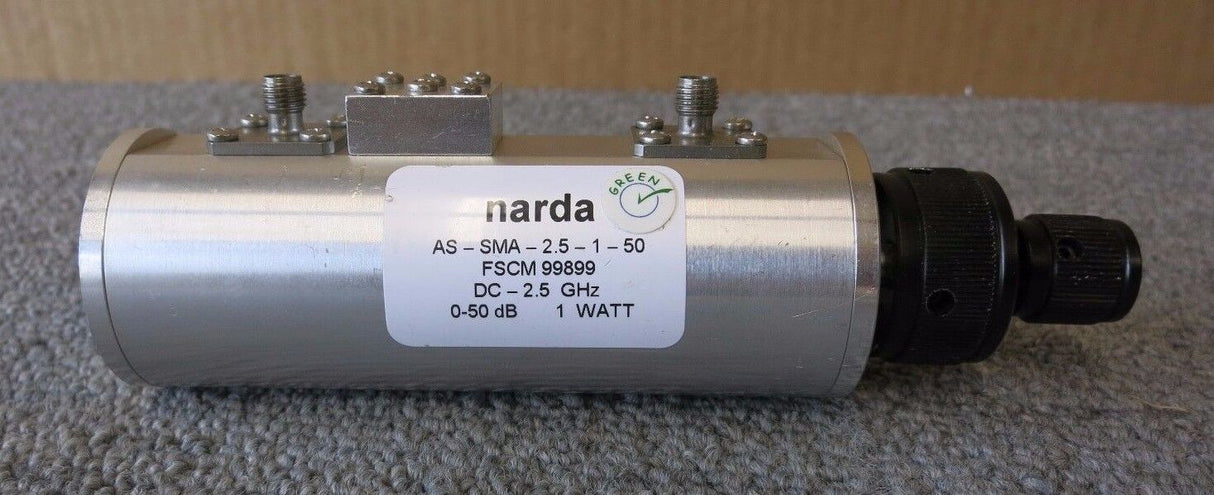 narda
GREEN
AS – SMA – 2.5 – 1 – 50
FSCM 99899
DC – 2.5 GHz
0-50 dB 1 WATT